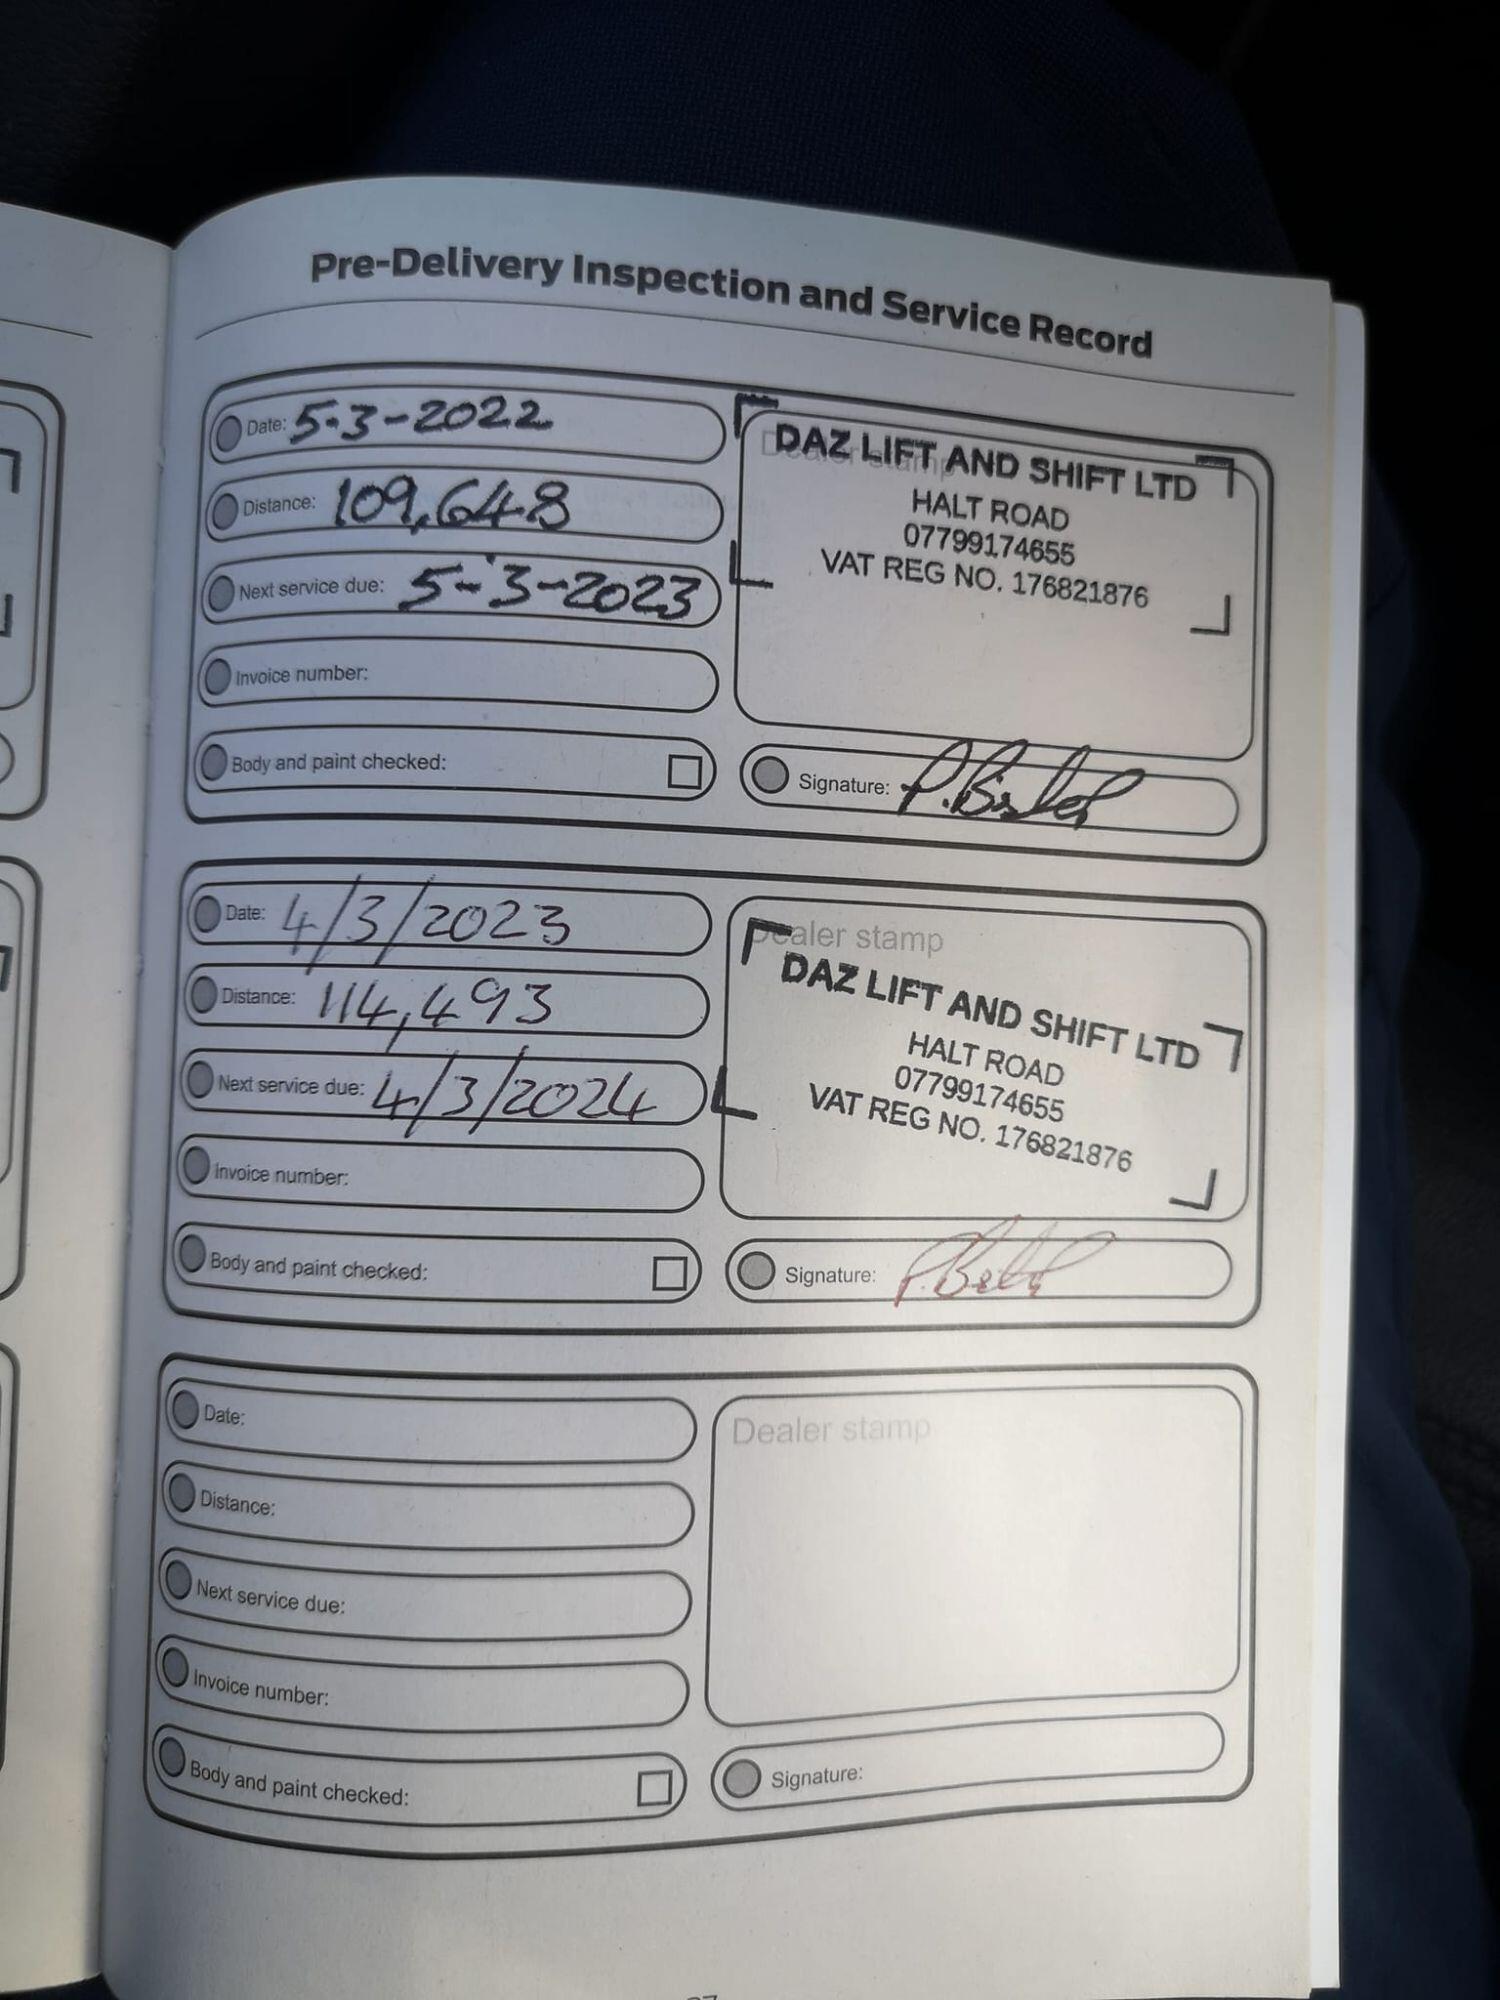 Pre-Delivery Inspection and Service Record
Date: 5-3-2022
Distance: 109,648
Next service due: 5-3-2023
Invoice number:
Body and paint checked:
Dealer stamp
DAZ LIFT AND SHIFT LTD
HALT ROAD
07799174655
VAT REG NO. 176821876
Signature:
Date: 4/3/2023
Distance: 114,493
Next service due: 4/3/2024
Invoice number:
Body and paint checked:
Dealer stamp
DAZ LIFT AND SHIFT LTD
HALT ROAD
07799174655
VAT REG NO. 176821876
Signature:
Date:
Distance:
Next service due:
Invoice number:
Body and paint checked:
Dealer stamp
Signature: